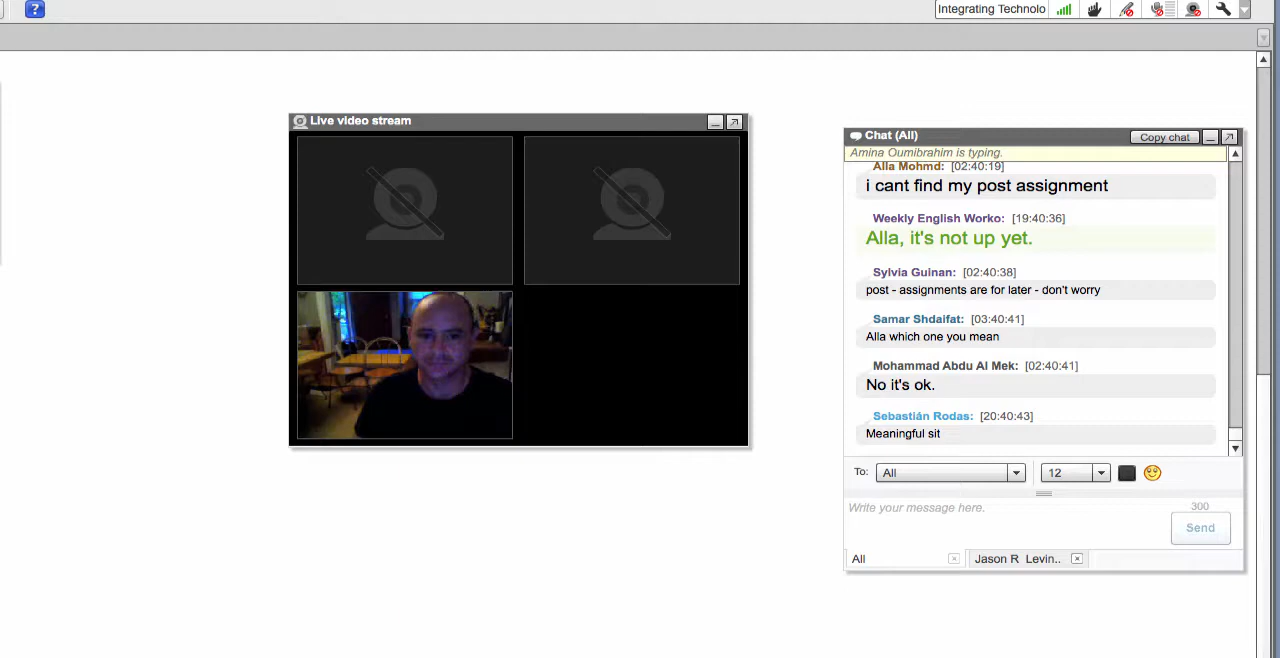 ?
Integrating Technolo
Live video stream
Chat (All)
Copy chat
Amina Oumibrahim is typing.
Alla Mohmd: [02:40:19]
i cant find my post assignment
Weekly English Worko: [19:40:36]
Alla, it's not up yet.
Sylvia Guinan: [02:40:38]
post - assignments are for later - don't worry
Samar Shdaifat: [03:40:41]
Alla which one you mean
Mohammad Abdu Al Mek: [02:40:41]
No it's ok.
Sebastián Rodas: [20:40:43]
Meaningful sit
To: All 12
Write your message here.
300
Send
All
Jason R Levin..